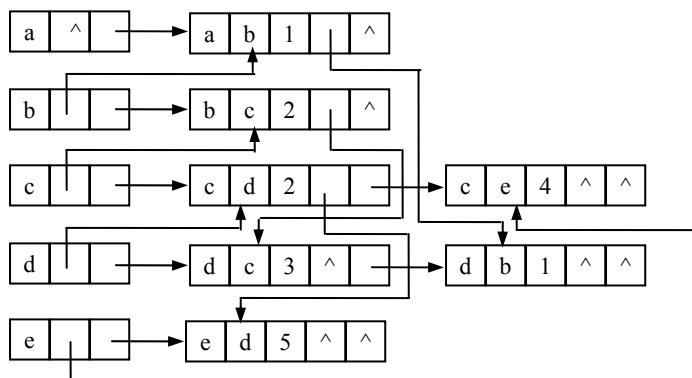 a ^ a b 1 ^
b b c 2 ^
c c d 2 c e 4 ^ ^
d d c 3 ^ d b 1 ^ ^
e e d 5 ^ ^